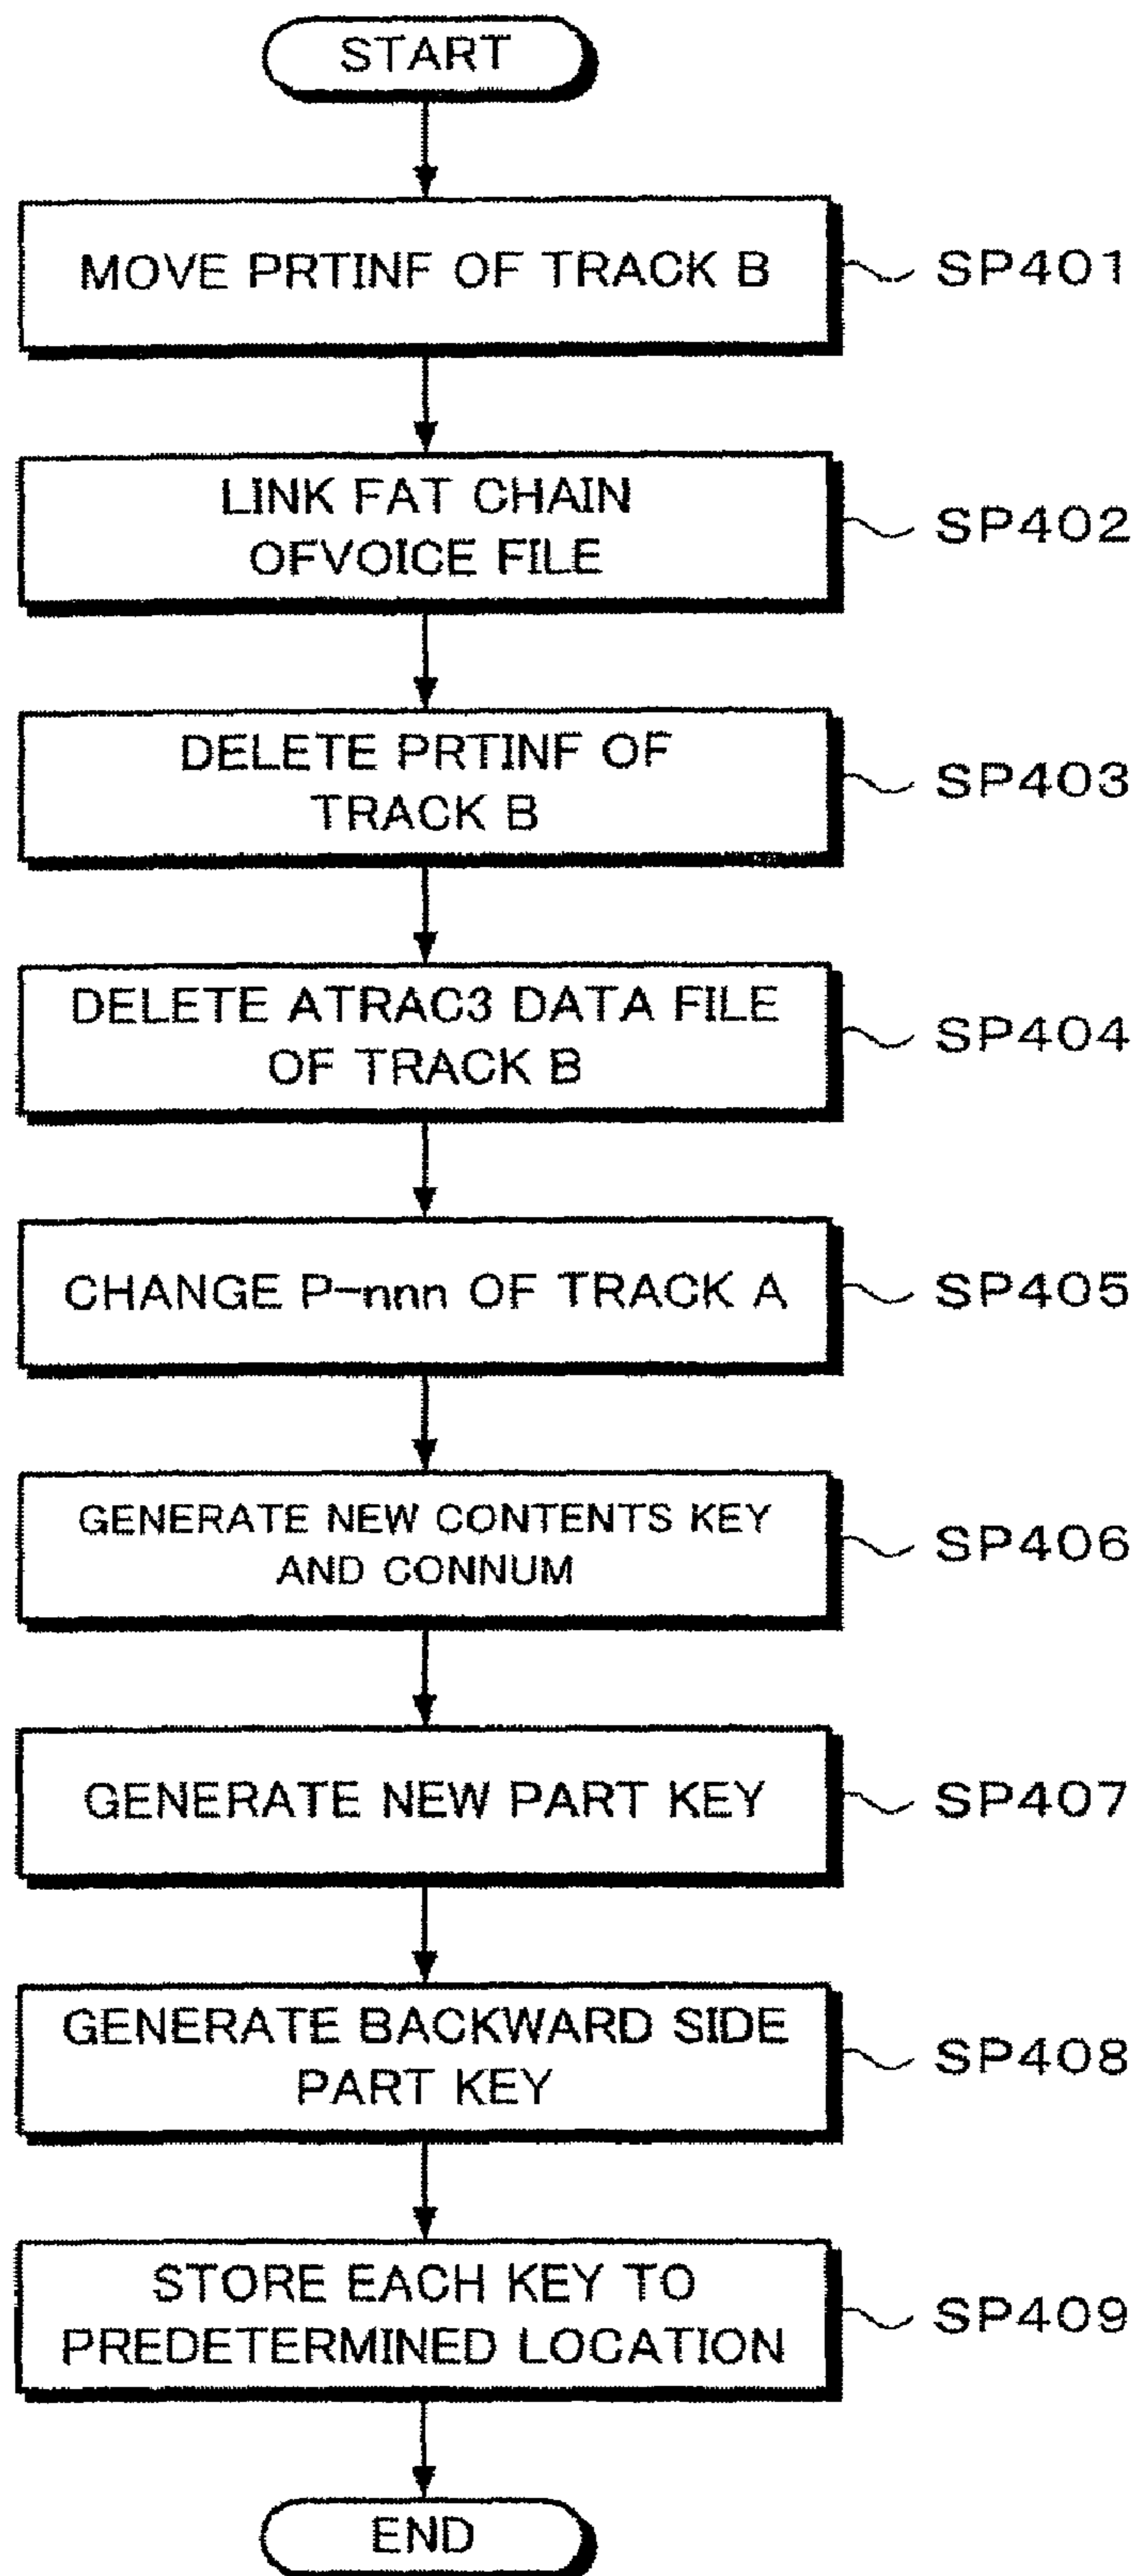 START
MOVE PRTINF OF TRACK B
SP401
LINK FAT CHAIN
OFVOICE FILE
SP402
DELETE PRTINF OF
TRACK B
SP403
DELETE ATRAC3 DATA FILE
OF TRACK B
SP404
CHANGE P-nnn OF TRACK A
SP405
GENERATE NEW CONTENTS KEY
AND CONNUM
SP406
GENERATE NEW PART KEY
SP407
GENERATE BACKWARD SIDE
PART KEY
SP408
STORE EACH KEY TO
PREDETERMINED LOCATION
SP409
END